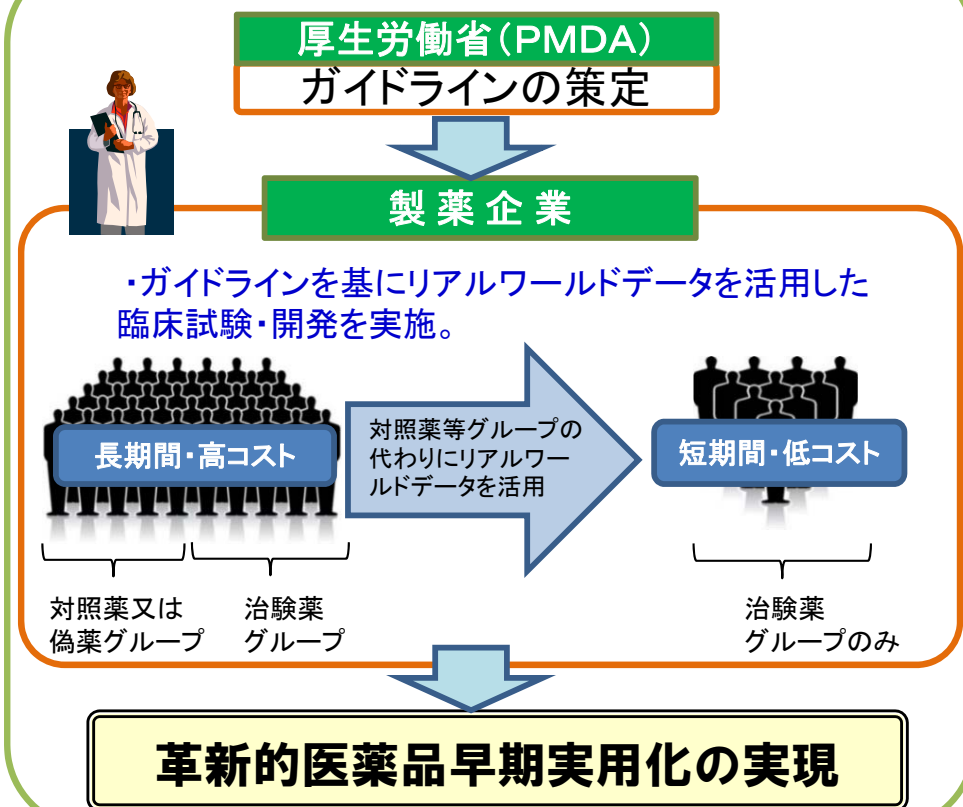 厚生労働省(PMDA)
ガイドラインの策定
製 薬 企 業
・ガイドラインを基にリアルワールドデータを活用した
臨床試験・開発を実施。
長期間・高コスト
対照薬等グループの
代わりにリアルワー
ルドデータを活用
短期間・低コスト
対照薬又は
偽薬グループ
治験薬
グループ
治験薬
グループのみ
革新的医薬品早期実用化の実現